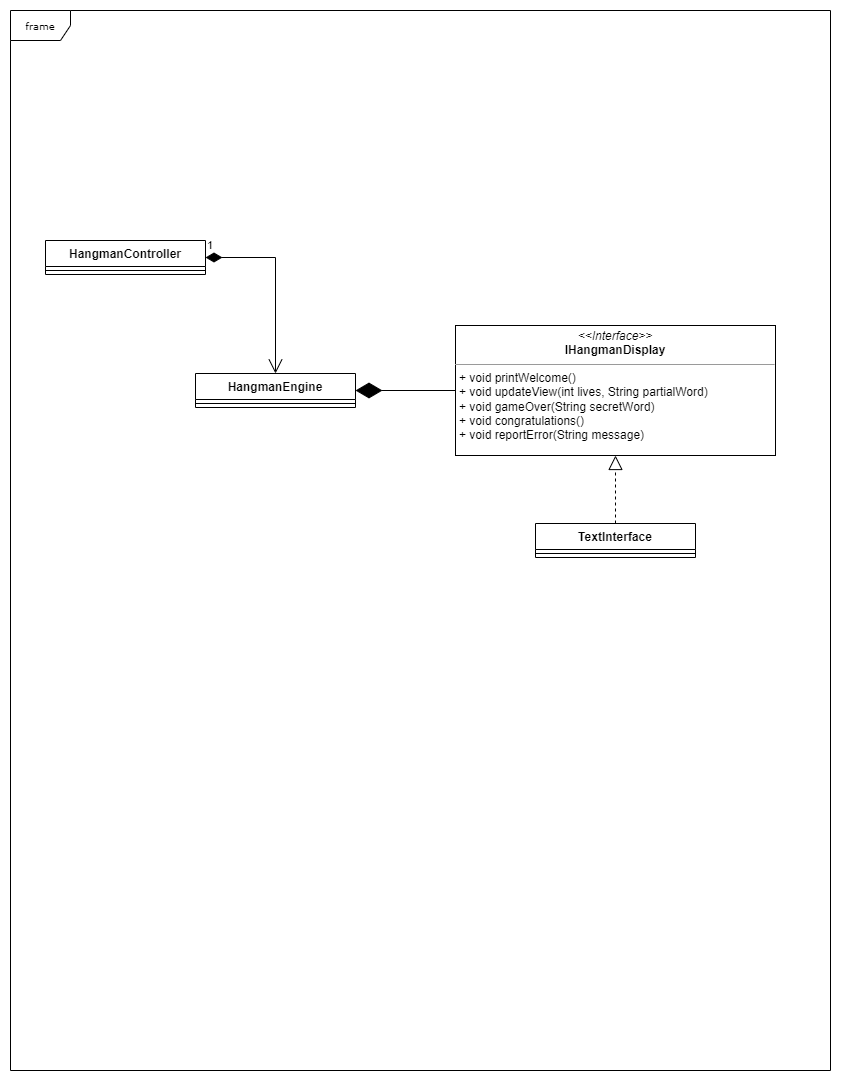 frame
HangmanController
1
<<Interface>>
IHangmanDisplay
+ void printWelcome()
+ void updateView(int lives, String partialWord)
+ void gameOver(String secretWord)
+ void congratulations()
+ void reportError(String message)
HangmanEngine
TextInterface